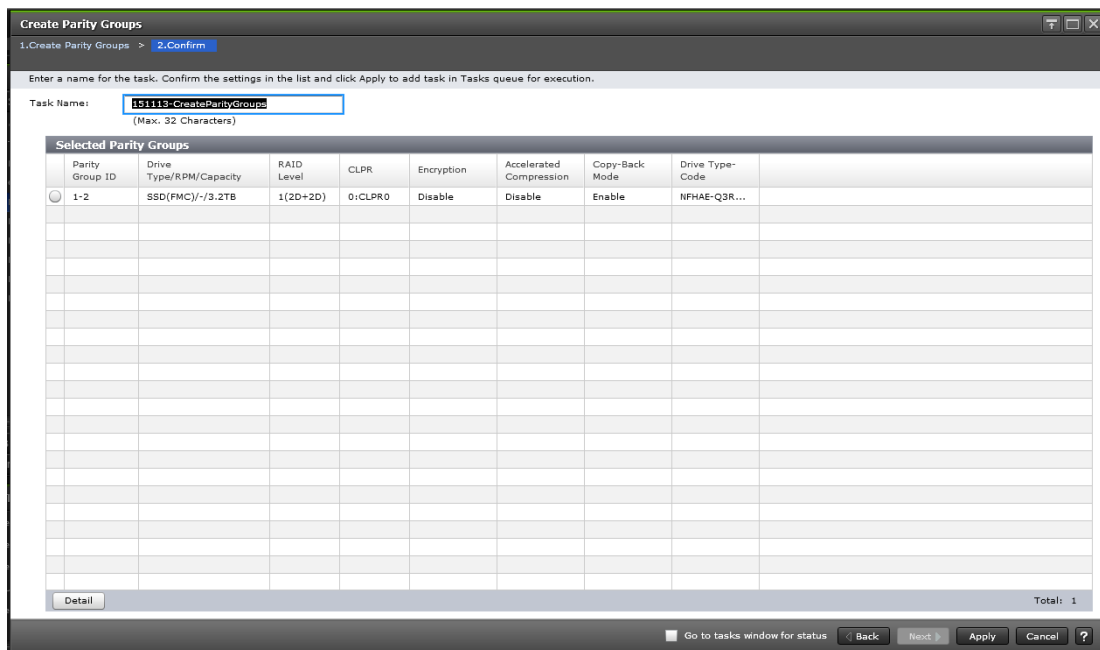 Create Parity Groups
1.Create Parity Groups > 2.Confirm
Enter a name for the task. Confirm the settings in the list and click Apply to add task in Tasks queue for execution.
Task Name: 151113-CreateParityGroups
(Max. 32 Characters)
Selected Parity Groups
Parity Group ID Drive Type/RPM/Capacity RAID Level CLPR Encryption Accelerated Compression Copy-Back Mode Drive Type-Code
1-2 SSD(FMC)/-/3.2TB 1(2D+2D) 0:CLPR0 Disable Disable Enable NFHAE-Q3R...
Detail Total: 1
Go to tasks window for status Back Next Apply Cancel ?